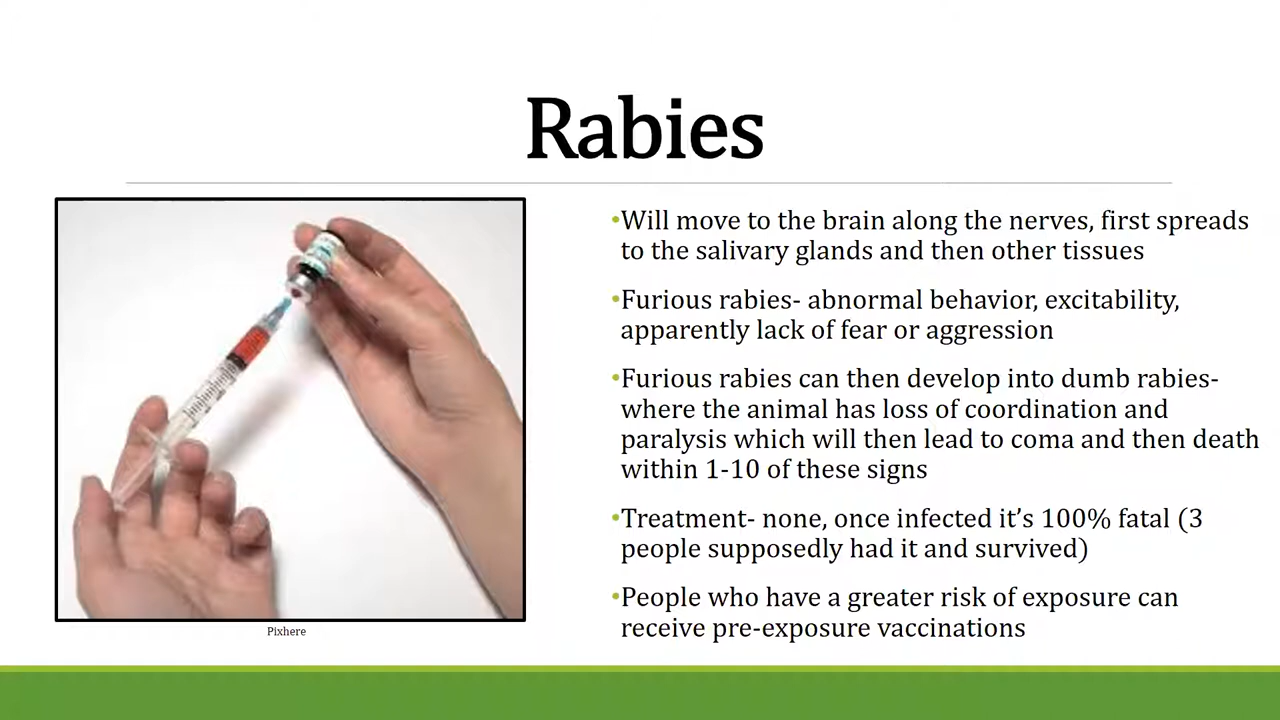 Rabies
•Will move to the brain along the nerves, first spreads
to the salivary glands and then other tissues
•Furious rabies- abnormal behavior, excitability,
apparently lack of fear or aggression
•Furious rabies can then develop into dumb rabies-
where the animal has loss of coordination and
paralysis which will then lead to coma and then death
within 1-10 of these signs
•Treatment- none, once infected it's 100% fatal (3
people supposedly had it and survived)
•People who have a greater risk of exposure can
receive pre-exposure vaccinations
Pixhere